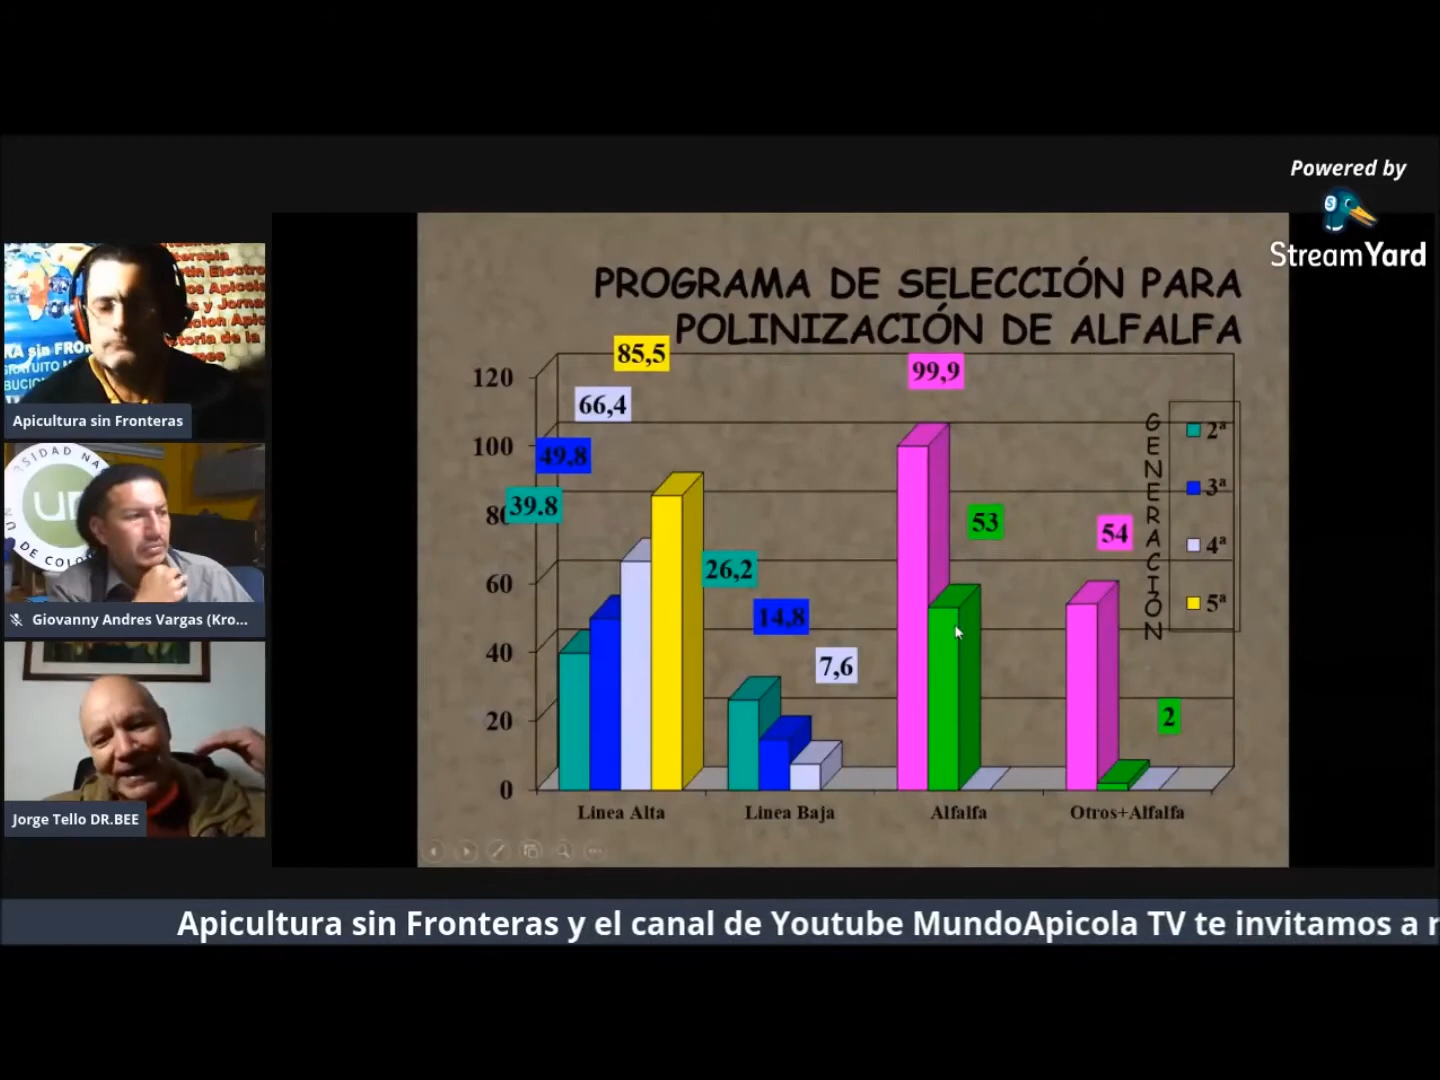 Powered by
StreamYard
terapia
Apicultura sin Fronteras
Giovanny Andres Vargas (Kro...
Jorge Tello DR.BEE
PROGRAMA DE SELECCIÓN PARA
POLINIZACIÓN DE ALFALFA
120
100
80
60
40
20
0
39.8
49,8
66,4
85,5
26,2
14,8
7,6
99,9
53
54
2
Linea Alta
Linea Baja
Alfalfa
Otros+Alfalfa
GENERACIÓN
2ª
3ª
4ª
5ª
Apicultura sin Fronteras y el canal de Youtube MundoApicola TV te invitamos a